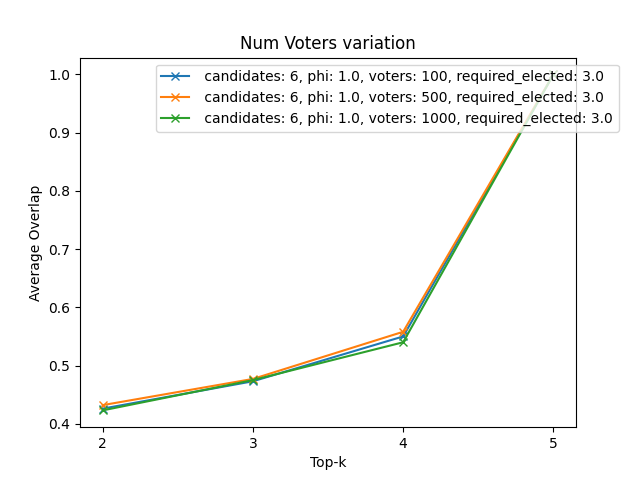 Num Voters variation
candidates: 6, phi: 1.0, voters: 100, required_elected: 3.0
candidates: 6, phi: 1.0, voters: 500, required_elected: 3.0
candidates: 6, phi: 1.0, voters: 1000, required_elected: 3.0
Average Overlap
1.0
0.9
0.8
0.7
0.6
0.5
0.4
2 3 4 5
Top-k